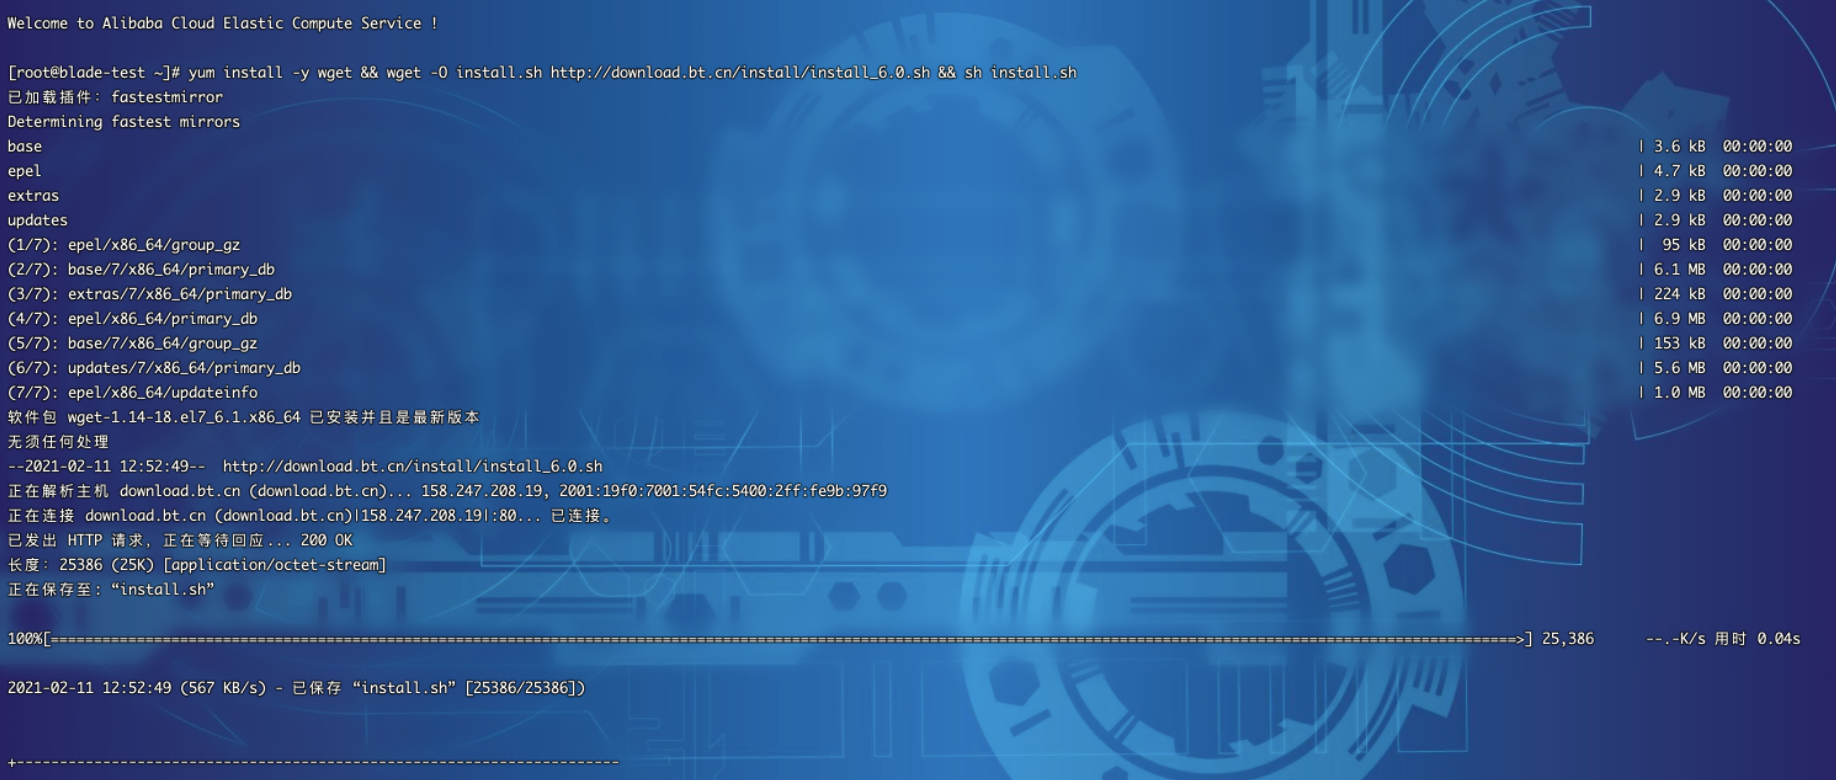 Welcome to Alibaba Cloud Elastic Compute Service !
[root@blade-test ~]# yum install -y wget && wget -O install.sh http://download.bt.cn/install/install_6.0.sh && sh install.sh
已加载插件：fastestmirror
Determining fastest mirrors
base | 3.6 kB 00:00:00
epel | 4.7 kB 00:00:00
extras | 2.9 kB 00:00:00
updates | 2.9 kB 00:00:00
(1/7): epel/x86_64/group_gz | 95 kB 00:00:00
(2/7): base/7/x86_64/primary_db | 6.1 MB 00:00:00
(3/7): extras/7/x86_64/primary_db | 224 kB 00:00:00
(4/7): epel/x86_64/primary_db | 6.9 MB 00:00:00
(5/7): base/7/x86_64/group_gz | 153 kB 00:00:00
(6/7): updates/7/x86_64/primary_db | 5.6 MB 00:00:00
(7/7): epel/x86_64/updateinfo | 1.0 MB 00:00:00
软件包 wget-1.14-18.el7_6.1.x86_64 已安装并且是最新版本
无须任何处理
--2021-02-11 12:52:49--  http://download.bt.cn/install/install_6.0.sh
正在解析主机 download.bt.cn (download.bt.cn)... 158.247.208.19, 2001:19f0:7001:54fc:5400:2ff:fe9b:97f9
正在连接 download.bt.cn (download.bt.cn)|158.247.208.19|:80... 已连接。
已发出 HTTP 请求，正在等待回应... 200 OK
长度：25386 (25K) [application/octet-stream]
正在保存至: “install.sh”
100%[======================================================================>] 25,386 --.-K/s 用时 0.04s
2021-02-11 12:52:49 (567 KB/s) - 已保存 “install.sh” [25386/25386])
+----------------------------------------------------------------------